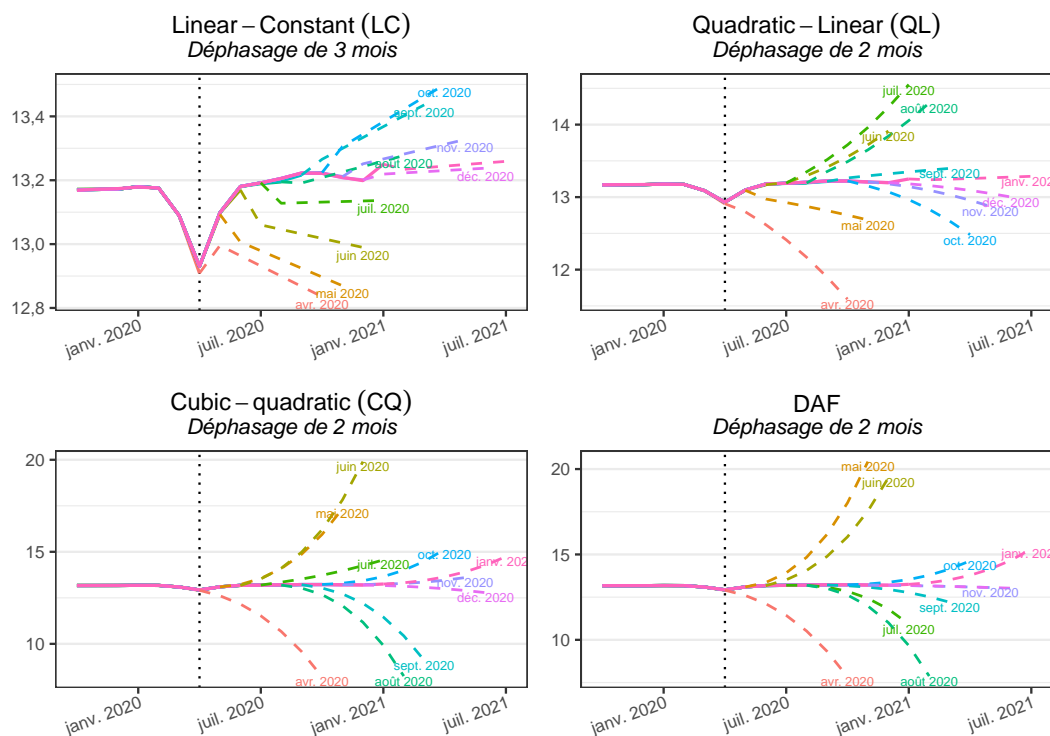 Linear – Constant (LC)
Déphasage de 3 mois
13,4
13,2
13,0
12,8
oct. 2020
sept. 2020
nov. 2020
août 2020
déc. 2020
juil. 2020
juin 2020
mai 2020
avr. 2020
janv. 2020
juil. 2020
janv. 2021
juil. 2021
Quadratic – Linear (QL)
Déphasage de 2 mois
14
13
12
juil. 2020
août 2020
juin 2020
sept. 2020
janv. 202
déc. 2020
nov. 2020
mai 2020
oct. 2020
avr. 2020
janv. 2020
juil. 2020
janv. 2021
juil. 2021
Cubic – quadratic (CQ)
Déphasage de 2 mois
20
15
10
juin 2020
mai 2020
oct. 2020
juil. 2020
janv. 202
nov. 2020
déc. 2020
sept. 2020
avr. 2020
août 2020
janv. 2020
juil. 2020
janv. 2021
juil. 2021
DAF
Déphasage de 2 mois
20
15
10
mai 2020
juin 2020
janv. 202
oct. 2020
nov. 2020
sept. 2020
juil. 2020
avr. 2020
août 2020
janv. 2020
juil. 2020
janv. 2021
juil. 2021